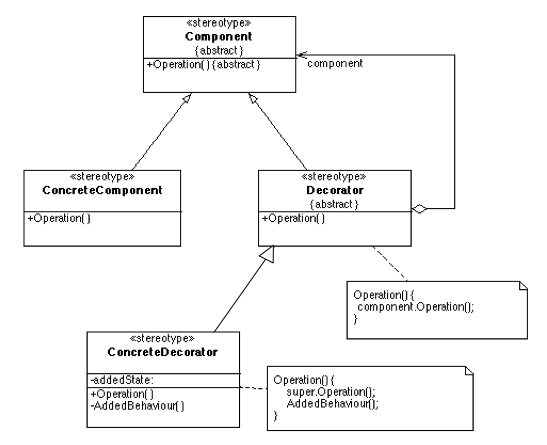 «stereotype»
Component
{abstract}
+Operation() {abstract}
component
«stereotype»
ConcreteComponent
+Operation()
«stereotype»
Decorator
{abstract}
+Operation()
Operation() {
component.Operation();
}
«stereotype»
ConcreteDecorator
-addedState:
+Operation()
-AddedBehaviour()
Operation() {
super.Operation();
AddedBehaviour();
}